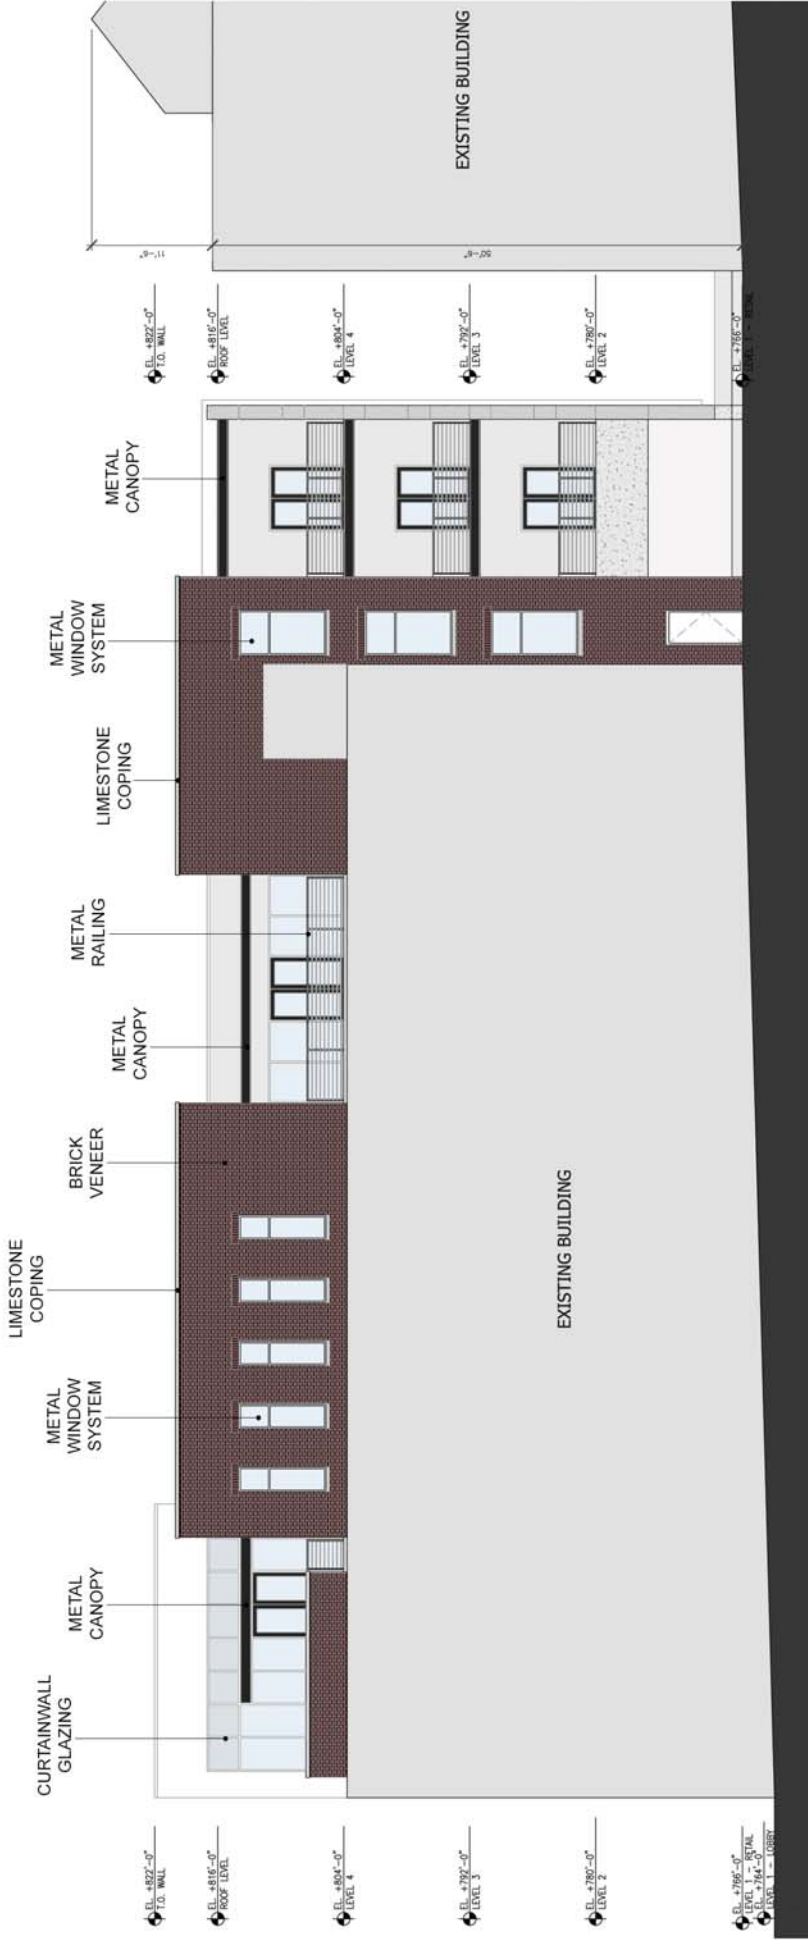 CURTAINWALL
GLAZING
METAL
CANOPY
METAL
WINDOW
SYSTEM
LIMESTONE
COPING
BRICK
VENEER
METAL
CANOPY
METAL
RAILING
LIMESTONE
COPING
METAL
WINDOW
SYSTEM
METAL
CANOPY
EL. +822'-0"
T.O. WALL
EL. +816'-0"
ROOF LEVEL
EL. +804'-0"
LEVEL 4
EL. +792'-0"
LEVEL 3
EL. +780'-0"
LEVEL 2
EL. +766'-0"
LEVEL 1 - RETAIL
EL. +764'-0"
LEVEL 1 - LOBBY
EXISTING BUILDING
EL. +822'-0"
T.O. WALL
EL. +816'-0"
ROOF LEVEL
EL. +804'-0"
LEVEL 4
EL. +792'-0"
LEVEL 3
EL. +780'-0"
LEVEL 2
EL. +766'-0"
LEVEL 1 - RETAIL
11'-6"
50'-6"
EXISTING BUILDING